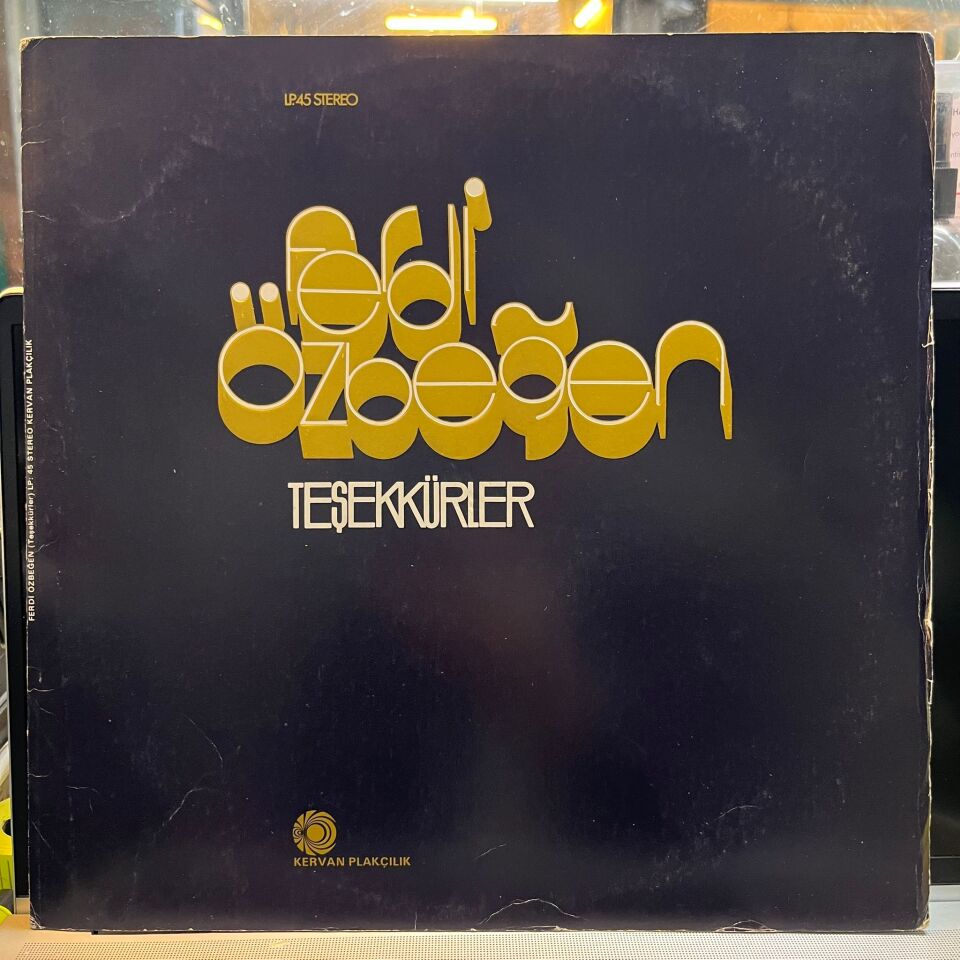 LP.45 STEREO
ferdi
özbeğen
TEŞEKKÜRLER
FERDİ ÖZBEĞEN (Teşekkürler) LP: 45 STEREO KERVAN PLAKÇILIK
KERVAN PLAKÇILIK